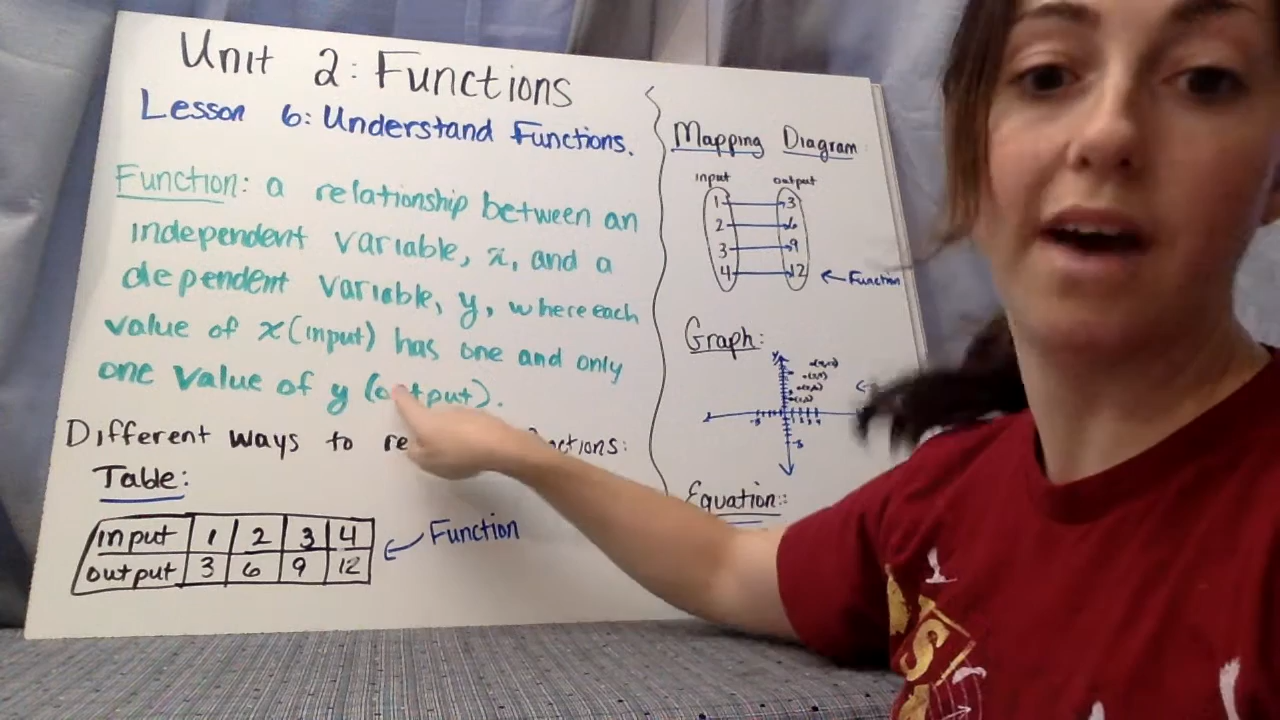 Unit 2: Functions
Lesson 6: Understand Functions.
Function: a relationship between an
independent variable, x, and a
dependent variable, y, where each
value of x (input) has one and only
one value of y (output).
Different ways to
Table:
input 1 2 3 4
output 3 6 9 12
Function
Mapping Diagram
input output
1 3
2 6
3 9
4 12
Function
Graph:
y
Equation:
S